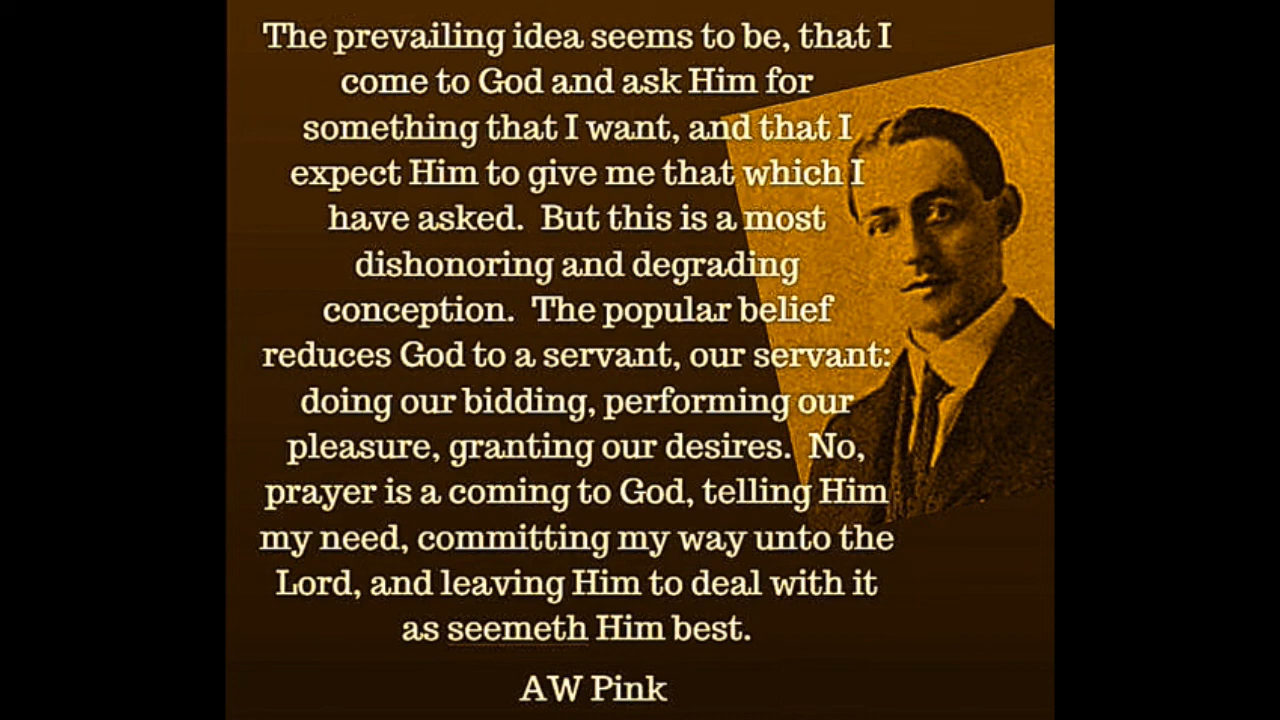 The prevailing idea seems to be, that I
come to God and ask Him for
something that I want, and that I
expect Him to give me that which I
have asked.  But this is a most
dishonoring and degrading
conception.  The popular belief
reduces God to a servant, our servant:
doing our bidding, performing our
pleasure, granting our desires.  No,
prayer is a coming to God, telling Him
my need, committing my way unto the
Lord, and leaving Him to deal with it
as seemeth Him best.
AW Pink